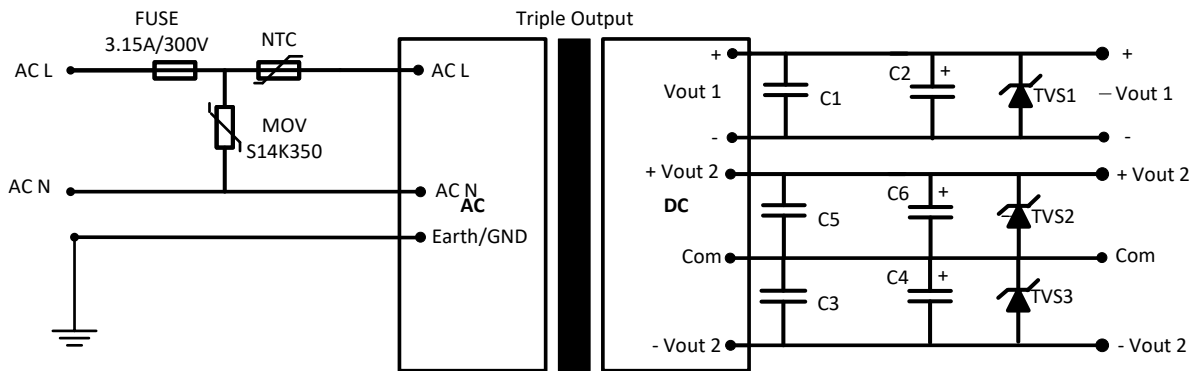 Triple Output
FUSE
3.15A/300V
NTC
AC L
AC L
MOV
S14K350
AC N
AC N
AC
Earth/GND
DC
+
Vout 1
-
C1
C2
+
TVS1
+
Vout 1
-
+ Vout 2
C5
C6
+
TVS2
+ Vout 2
Com
Com
C3
C4
+
TVS3
- Vout 2
- Vout 2